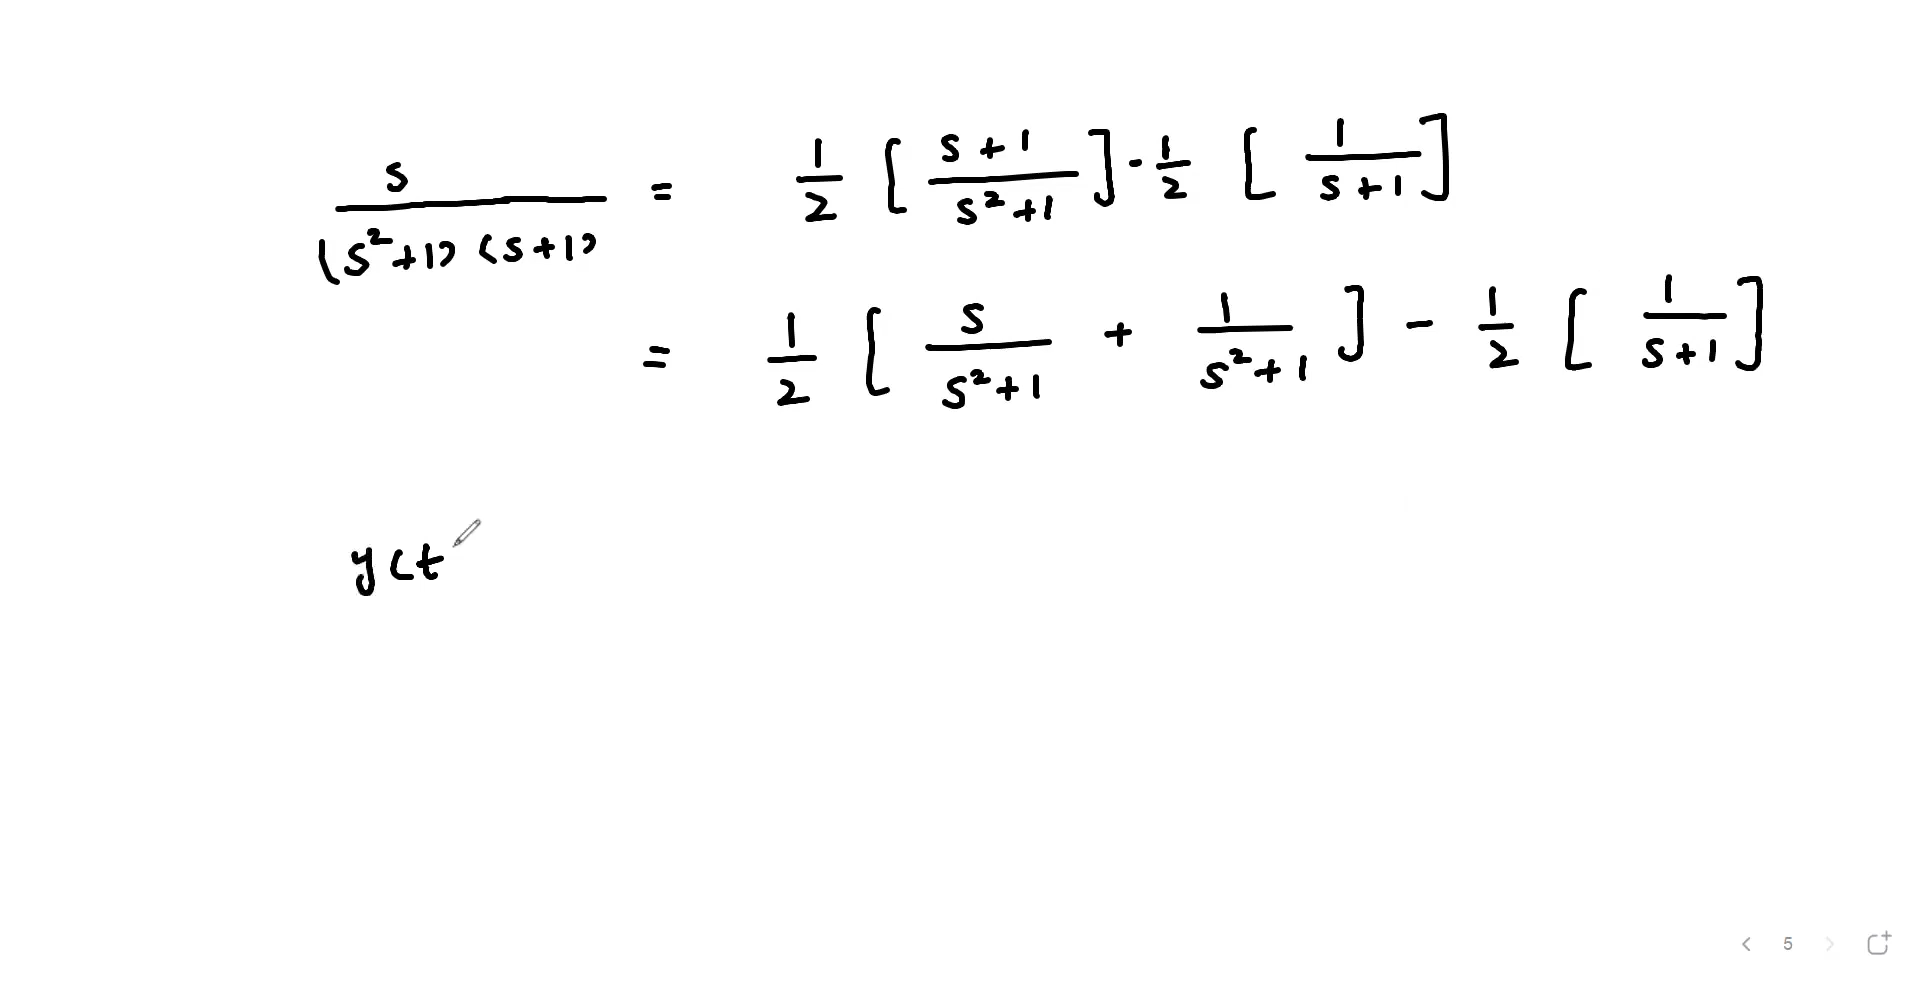 s/((s²+1)(s+1)) = 1/2 [(s+1)/(s²+1)] - 1/2 [1/(s+1)]
= 1/2 [s/(s²+1) + 1/(s²+1)] - 1/2 [1/(s+1)]
y(t
< 5 >